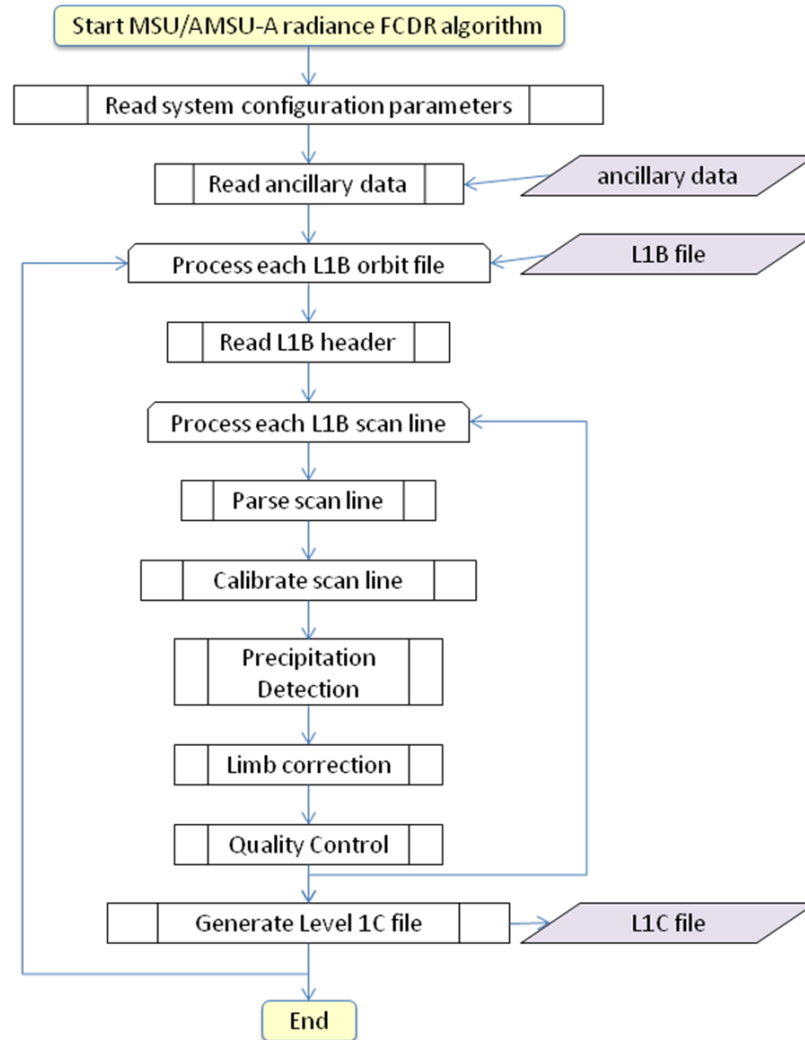 Start MSU/AMSU-A radiance FCDR algorithm
Read system configuration parameters
Read ancillary data
ancillary data
Process each L1B orbit file
L1B file
Read L1B header
Process each L1B scan line
Parse scan line
Calibrate scan line
Precipitation
Detection
Limb correction
Quality Control
Generate Level 1C file
L1C file
End